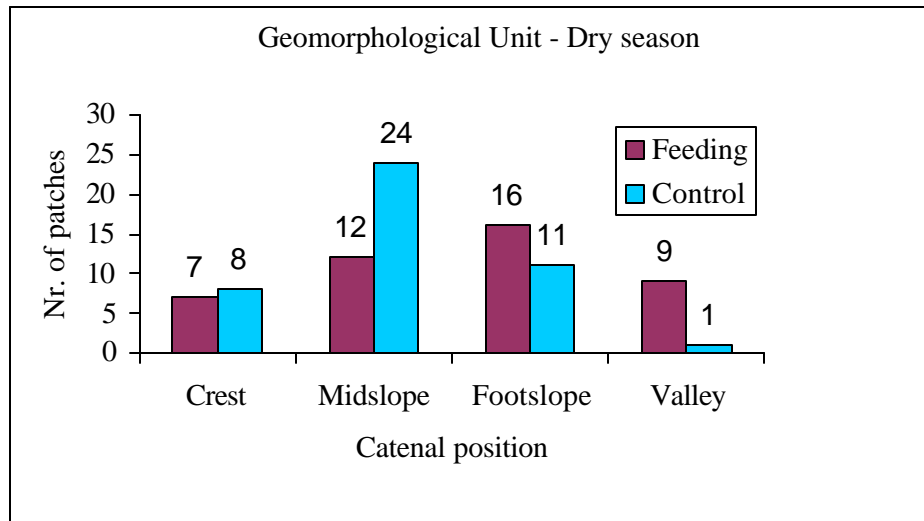 Geomorphological Unit - Dry season
Nr. of patches
30
25
20
15
10
5
0
7
8
12
24
16
11
9
1
Feeding
Control
Crest
Midslope
Footslope
Valley
Catenal position